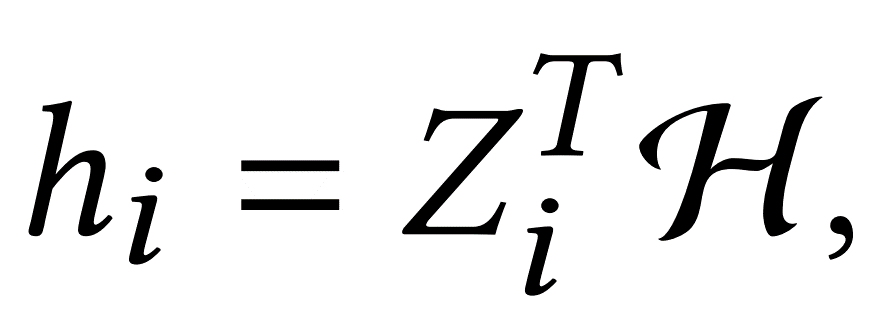 $h_i = Z_i^T \mathcal{H},$